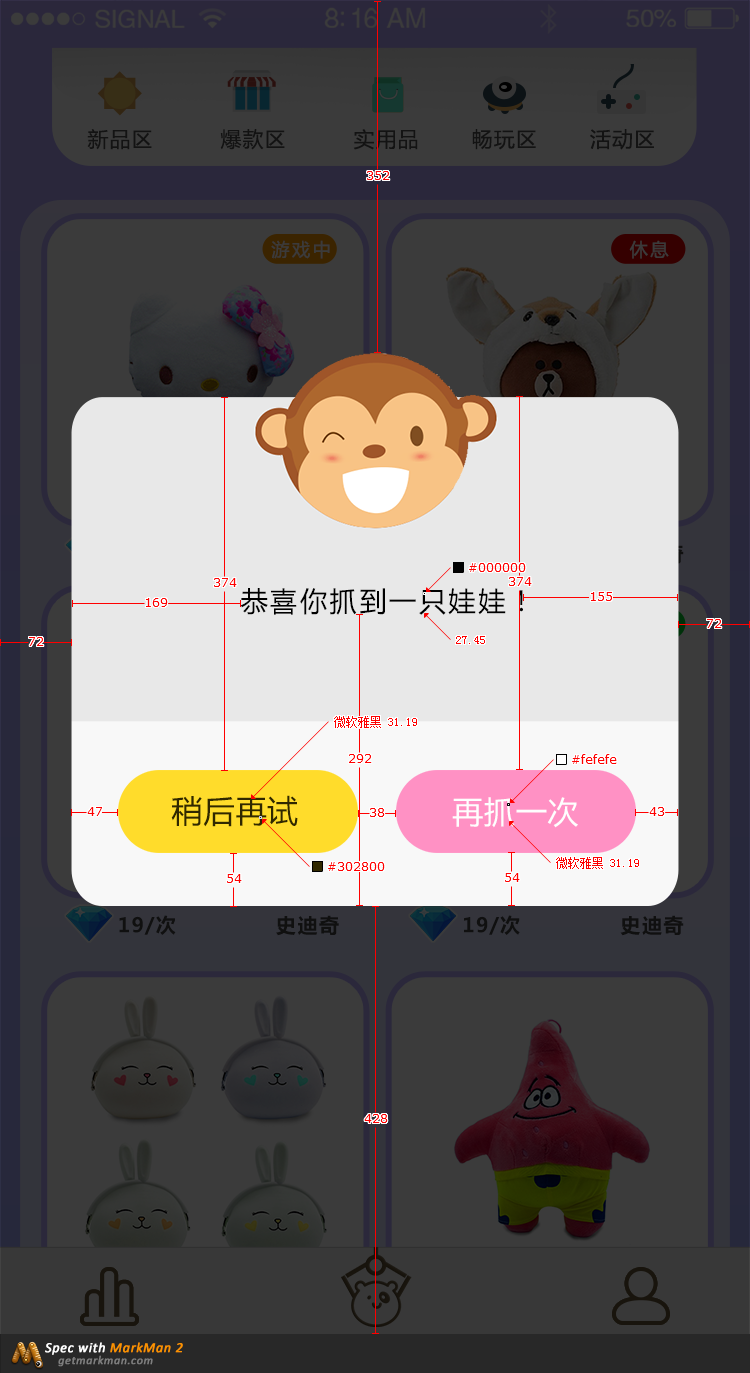 SIGNAL 8:16 AM 50%
新品区 爆款区 实用品 畅玩区 活动区
352
游戏中 休息
#000000
374 374
169 恭喜你抓到一只娃娃！ 155
72 72
27.45
微软雅黑 31.19
292 #fefefe
47 稍后再试 38 再抓一次 43
#302800 微软雅黑 31.19
54 54
19/次 史迪奇 19/次 史迪奇
428
Spec with MarkMan 2
getmarkman.com